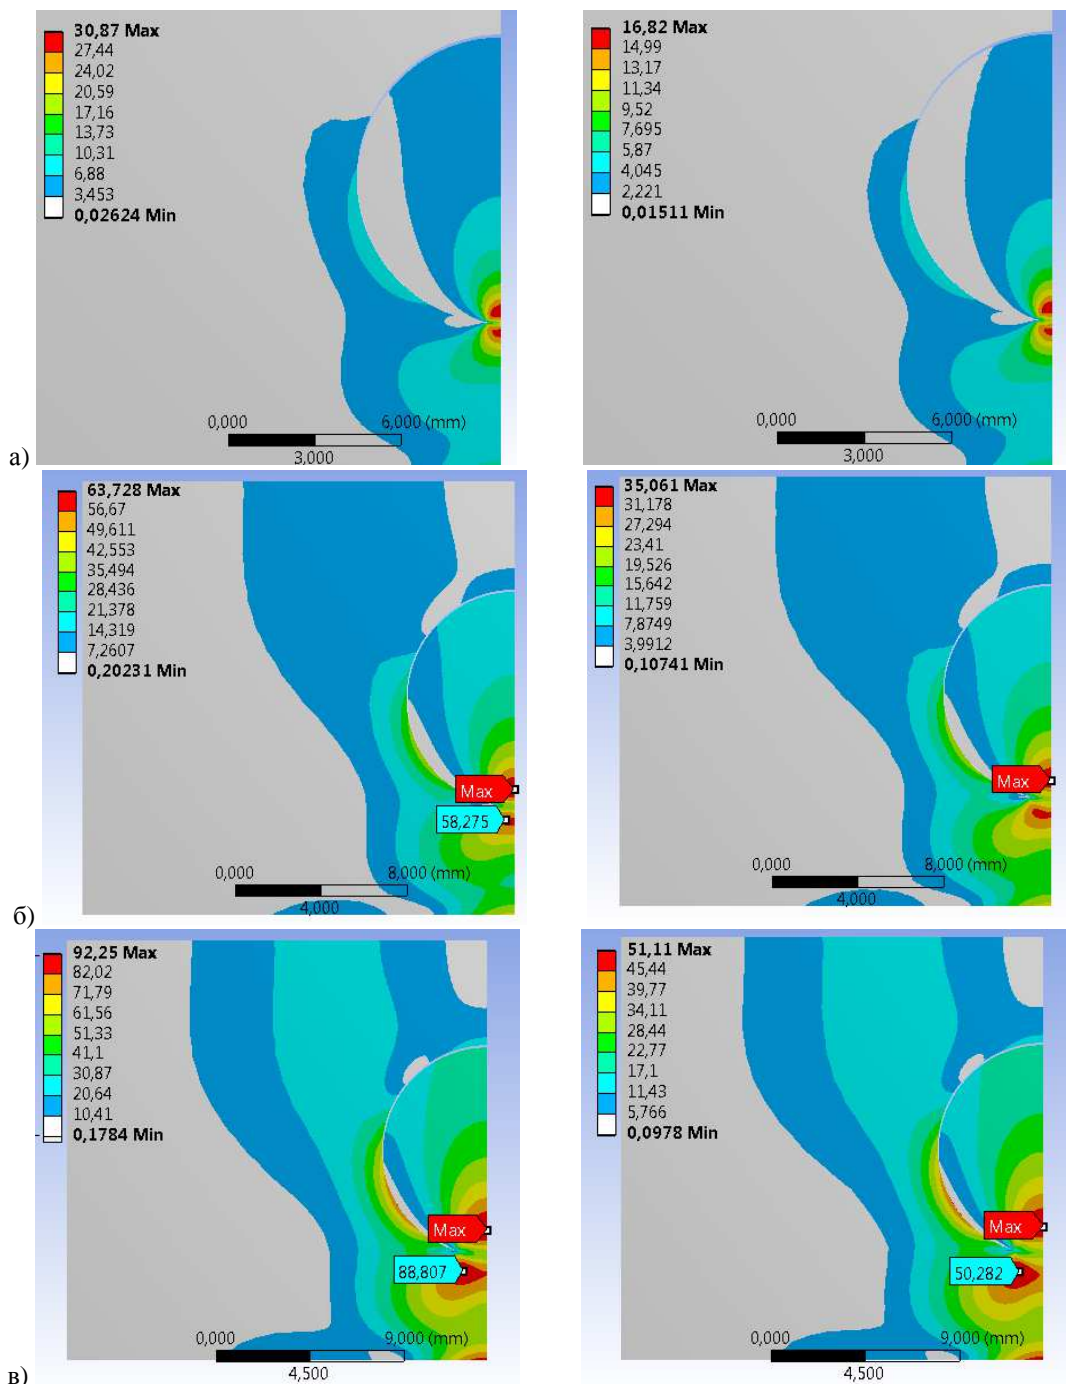 30,87 Max
27,44
24,02
20,59
17,16
13,73
10,31
6,88
3,453
0,02624 Min
0,000
6,000 (mm)
3,000
16,82 Max
14,99
13,17
11,34
9,52
7,695
5,87
4,045
2,221
0,01511 Min
0,000
6,000 (mm)
3,000
а)
63,728 Max
56,67
49,611
42,553
35,494
28,436
21,378
14,319
7,2607
0,20231 Min
Max
58,275
0,000
8,000 (mm)
4,000
35,061 Max
31,178
27,294
23,41
19,526
15,642
11,759
7,8749
3,9912
0,10741 Min
Max
0,000
8,000 (mm)
4,000
б)
92,25 Max
82,02
71,79
61,56
51,33
41,1
30,87
20,64
10,41
0,1784 Min
Max
88,807
0,000
9,000 (mm)
4,500
51,11 Max
45,44
39,77
34,11
28,44
22,77
17,1
11,43
5,766
0,0978 Min
Max
50,282
0,000
9,000 (mm)
4,500
в)